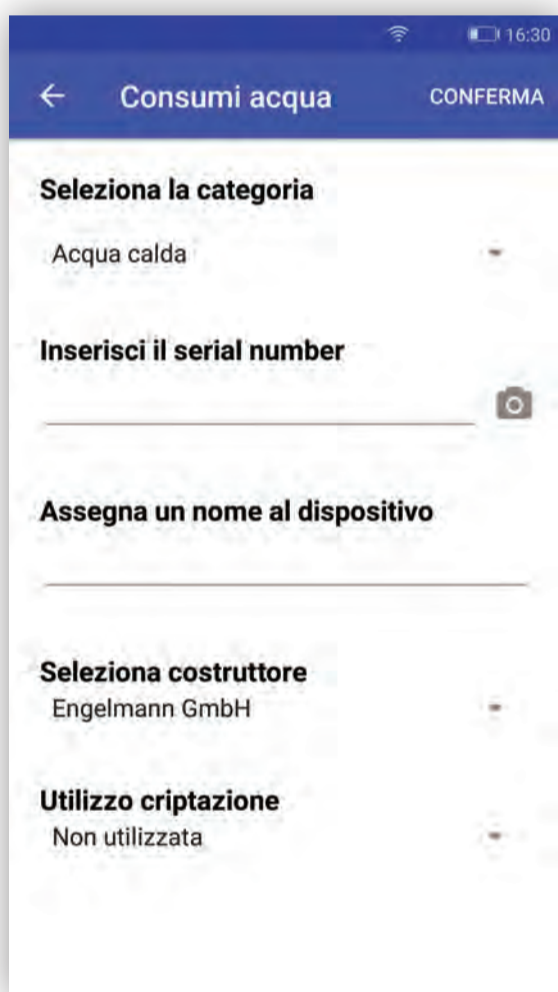 16:30
Consumi acqua CONFERMA
Seleziona la categoria
Acqua calda
Inserisci il serial number
Assegna un nome al dispositivo
Seleziona costruttore
Engelmann GmbH
Utilizzo criptazione
Non utilizzata